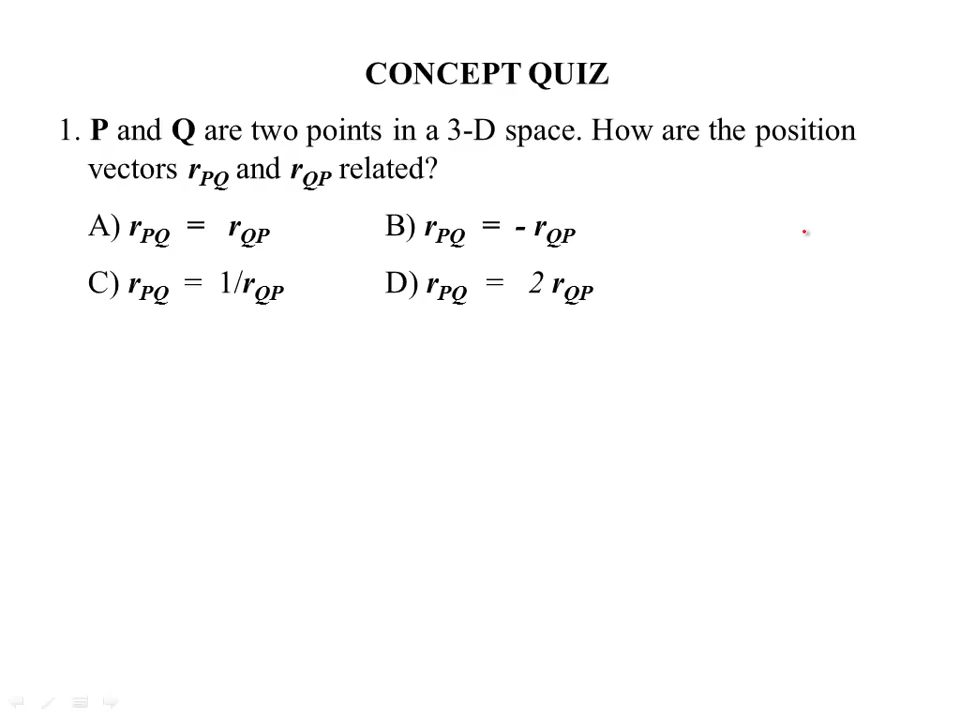 CONCEPT QUIZ
1. P and Q are two points in a 3-D space. How are the position
vectors rPQ and rQP related?
A) rPQ = rQP B) rPQ = - rQP
C) rPQ = 1/rQP D) rPQ = 2 rQP